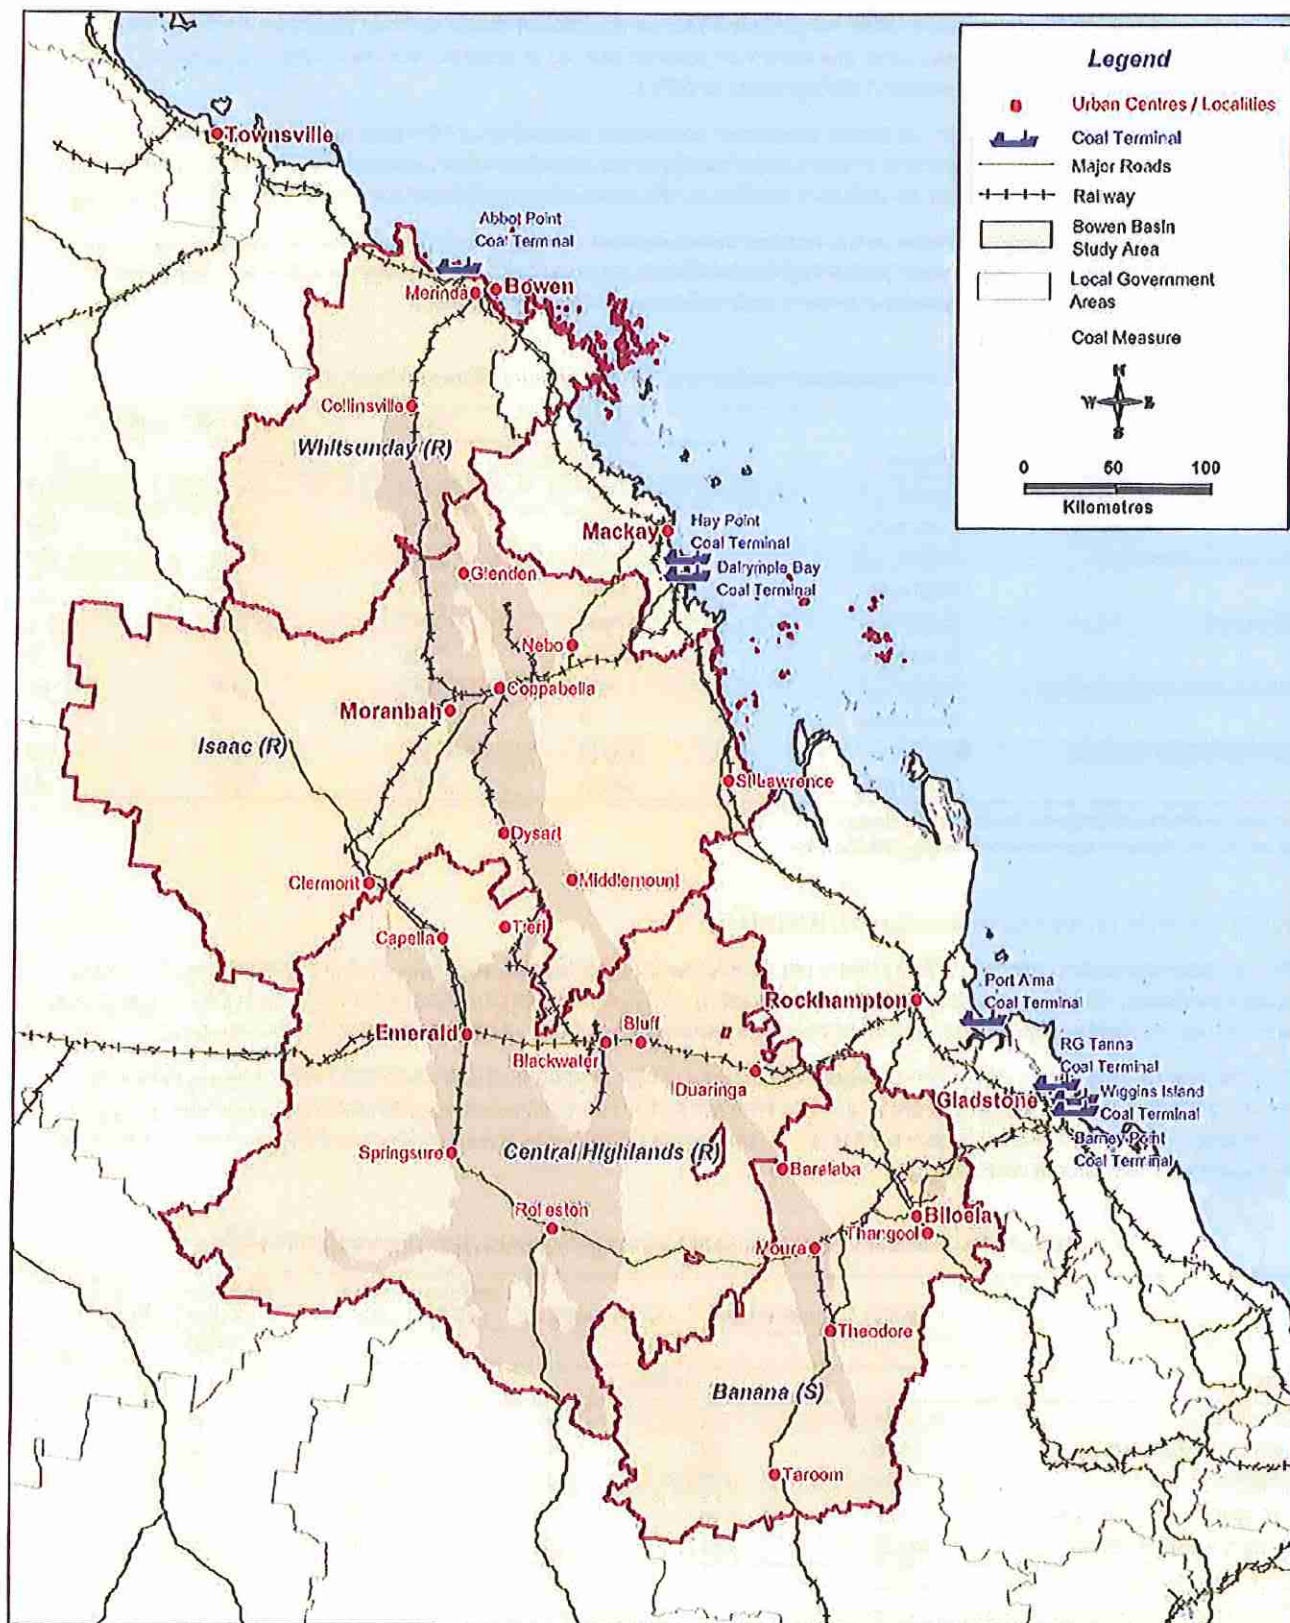 Legend
Urban Centres / Localities
Coal Terminal
Major Roads
Railway
Bowen Basin
Study Area
Local Government
Areas
Coal Measure
N
W
E
S
0 50 100
Kilometres
Townsville
Abbot Point
Coal Terminal
Merinda
Bowen
Collinsville
Whitsunday (R)
Mackay
Hay Point
Coal Terminal
Dalrymple Bay
Coal Terminal
Glenden
Nebo
Coppabella
Moranbah
Isaac (R)
St Lawrence
Dysart
Clermont
Middlemount
Tieri
Capella
Rockhampton
Port Alma
Coal Terminal
Emerald
Bluff
Blackwater
RG Tanna
Coal Terminal
Duaringa
Gladstone
Wiggins Island
Coal Terminal
Barney Point
Coal Terminal
Springsure
Central Highlands (R)
Baralaba
Rolleston
Biloela
Thangool
Moura
Theodore
Banana (S)
Taroom